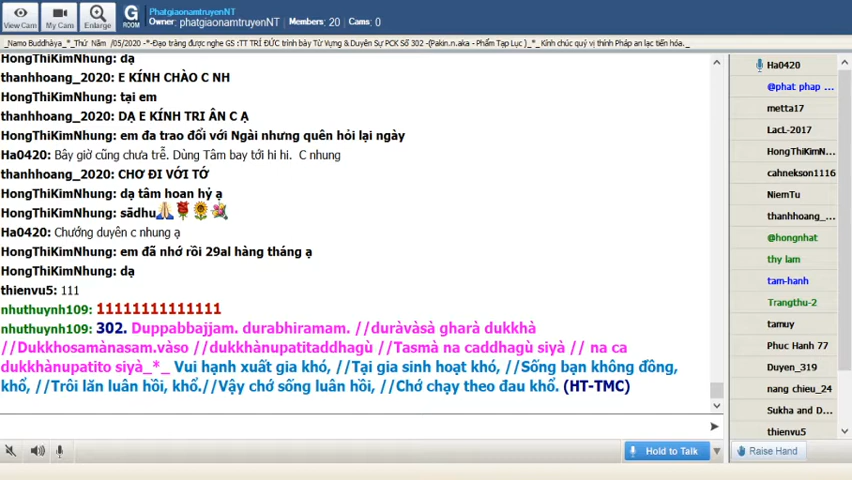 View Cam
My Cam
Enlarge
G
ROOM
PhatgiaonamtruyenNT
Owner: phatgiaonamtruyenNT Members: 20 Cams: 0
_Namo Buddhàya_*_Thứ Năm /05/2020 -*-Đạo tràng được nghe GS :TT TRÍ ĐỨC trình bày Từ Vựng & Duyên Sự PCK Số 302 -(Pakin.n.aka - Phẩm Tạp Lục )_*_ Kính chúc quý vị thính Pháp an lạc tiến hóa._
HongThiKimNhung: dạ
thanhhoang_2020: E KÍNH CHÀO C NH
HongThiKimNhung: tại em
thanhhoang_2020: DẠ E KÍNH TRI ÂN C Ạ
HongThiKimNhung: em đa trao đổi với Ngài nhưng quên hỏi lại ngày
Ha0420: Bây giờ cũng chưa trễ. Dùng Tâm bay tới hi hi. C nhung
thanhhoang_2020: CHƠ ĐI VỚI TỚ
HongThiKimNhung: dạ tâm hoan hỷ ạ
HongThiKimNhung: sādhu
Ha0420: Chướng duyên c nhung ạ
HongThiKimNhung: em đã nhớ rồi 29al hàng tháng ạ
HongThiKimNhung: dạ
thienvu5: 111
nhuthuynh109: 11111111111111
nhuthuynh109: 302. Duppabbajjam. durabhiramam. //duràvàsà gharà dukkhà
//Dukkhosamànasam.vàso //dukkhànupatitaddhagù //Tasmà na caddhagù siyà // na ca
dukkhànupatito siyà_*_ Vui hạnh xuất gia khó, //Tại gia sinh hoạt khó, //Sống bạn không đồng,
khổ, //Trôi lăn luân hồi, khổ.//Vậy chớ sống luân hồi, //Chớ chạy theo đau khổ. (HT-TMC)
Hold to Talk
Raise Hand
Ha0420
@phat phap ...
metta17
LacL-2017
HongThiKimN...
cahnekson1116
NiemTu
thanhhoang_...
@hongnhat
thy lam
tam-hanh
Trangthu-2
tamuy
Phuc Hanh 77
Duyen_319
nang chieu_24
Sukha and D...
thienvu5